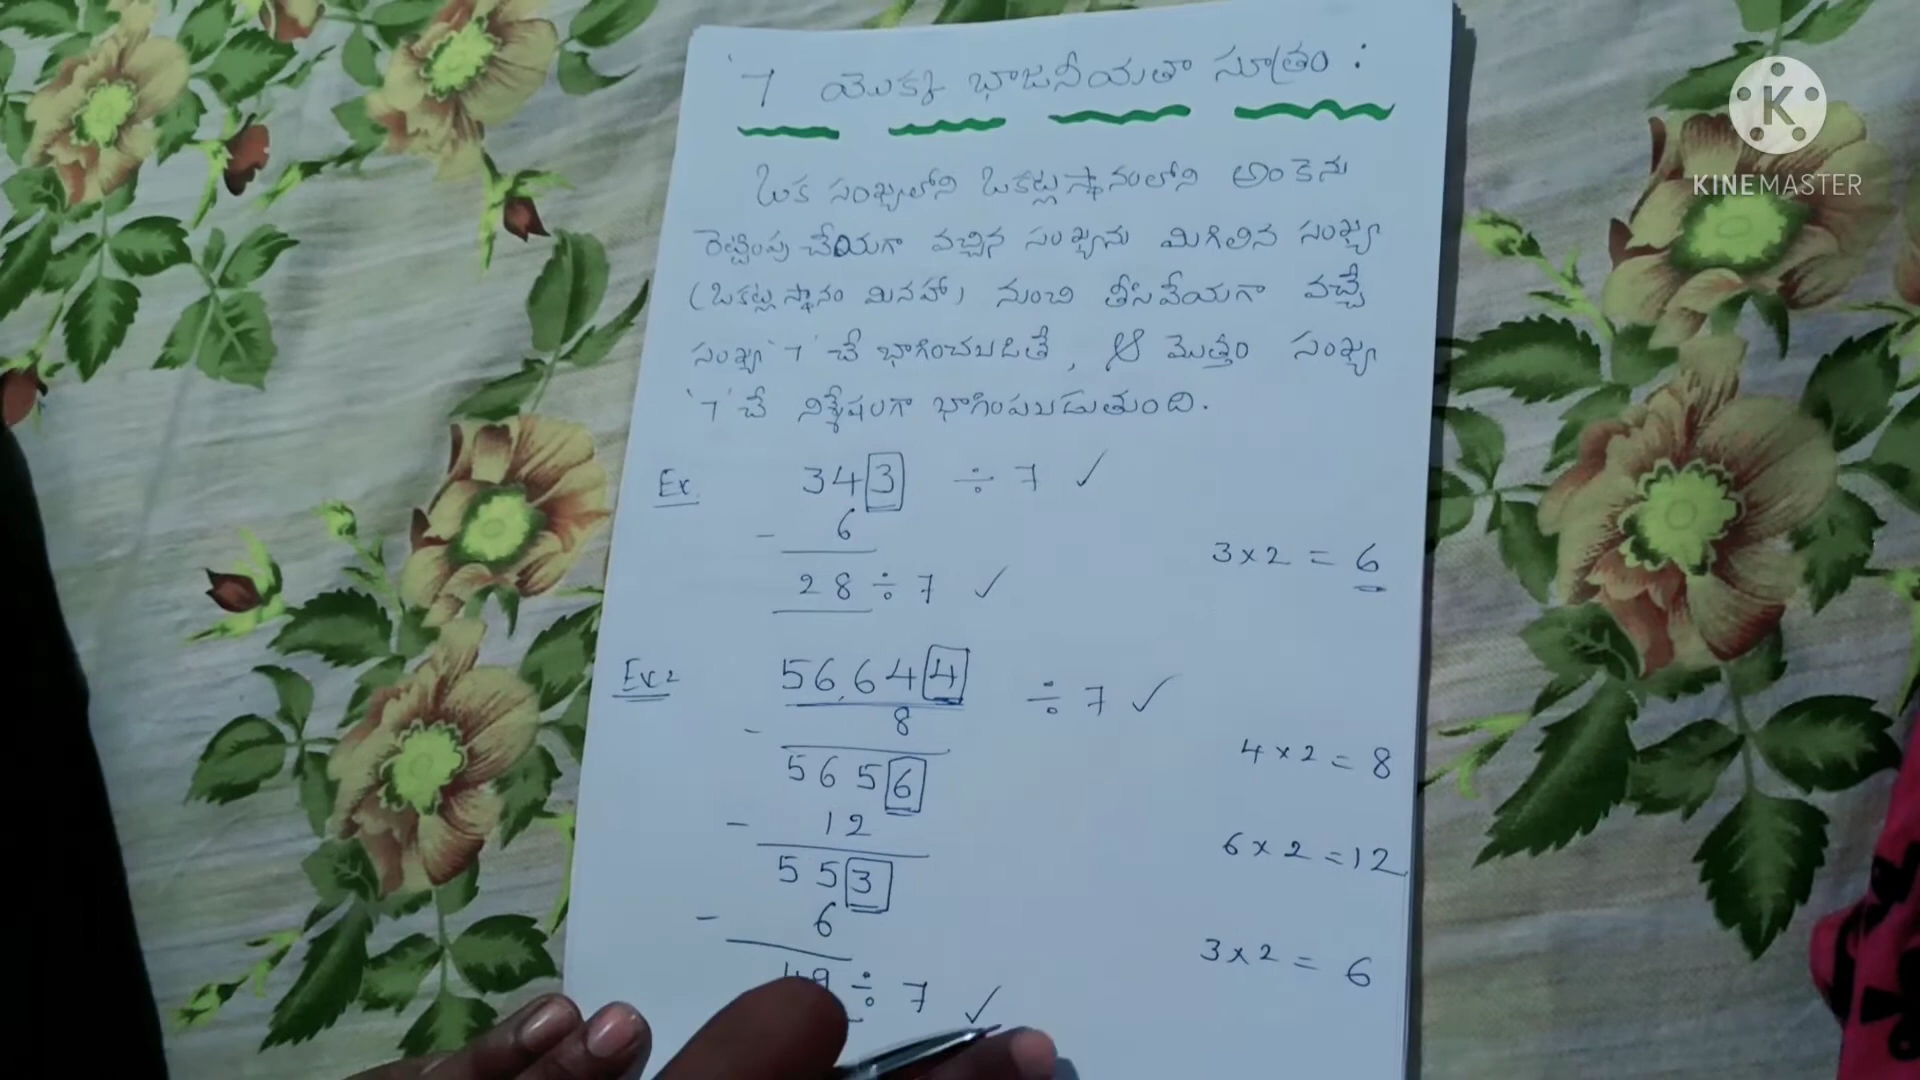 '7 యొక్క భాజనీయతా సూత్రం :
K
KINEMASTER
ఒక సంఖ్యలోని ఒకట్లస్థానంలోని అంకెను
రెట్టింపు చేయగా వచ్చిన సంఖ్యను మిగిలిన సంఖ్య
(ఒకట్ల స్థానం మినహా) నుంచి తీసివేయగా వచ్చే
సంఖ్య '7' చే భాగించబడితే, ఆ మొత్తం సంఖ్య
'7' చే నిశ్శేషంగా భాగింపబడుతుంది.
Ex. 343 ÷ 7 ✓
- 6
3 x 2 = 6
28 ÷ 7 ✓
Ex2 56,644 ÷ 7 ✓
- 8
4 x 2 = 8
5656
- 12
6 x 2 = 12
553
- 6
3 x 2 = 6
49 ÷ 7 ✓